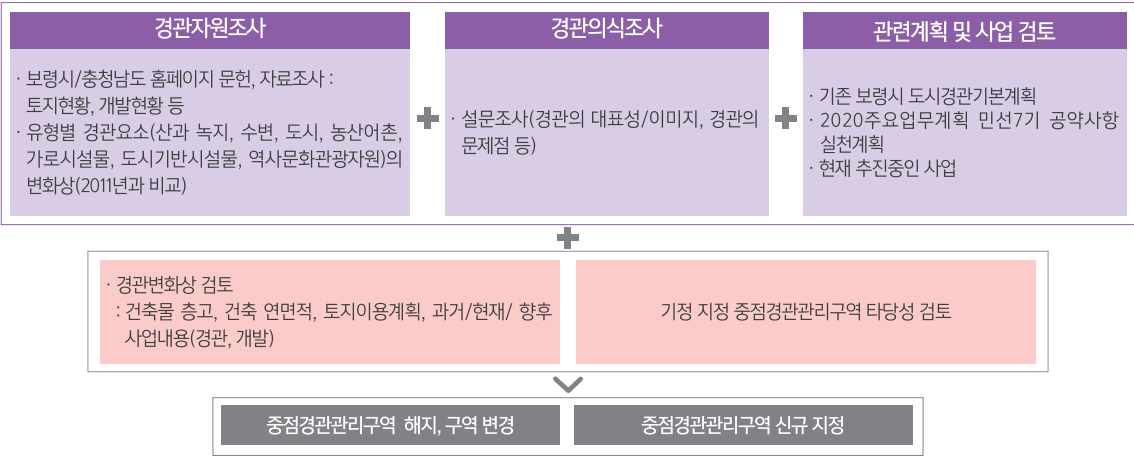 경관자원조사
· 보령시/충청남도 홈페이지 문헌, 자료조사 :
토지현황, 개발현황 등
· 유형별 경관요소(산과 녹지, 수변, 도시, 농산어촌,
가로시설물, 도시기반시설물, 역사문화관광자원)의
변화상(2011년과 비교)
경관의식조사
· 설문조사(경관의 대표성/이미지, 경관의
문제점 등)
관련계획 및 사업 검토
· 기존 보령시 도시경관기본계획
· 2020주요업무계획 민선7기 공약사항
실천계획
· 현재 추진중인 사업
· 경관변화상 검토
: 건축물 층고, 건축 연면적, 토지이용계획, 과거/현재/ 향후
사업내용(경관, 개발)
기정 지정 중점경관관리구역 타당성 검토
중점경관관리구역 해지, 구역 변경
중점경관관리구역 신규 지정